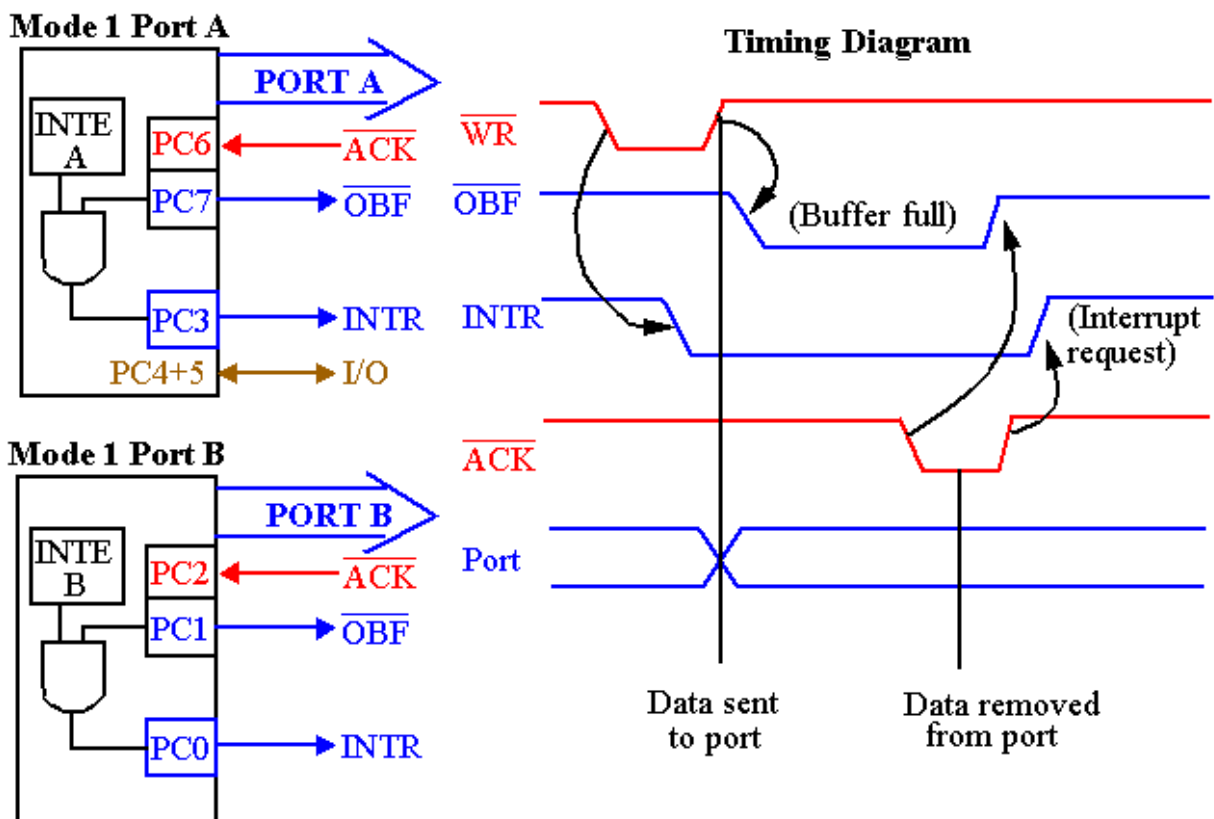 Mode 1 Port A
PORT A
INTE
A
PC6
ACK
PC7
OBF
PC3
INTR
PC4+5
I/O
Mode 1 Port B
PORT B
INTE
B
PC2
ACK
PC1
OBF
PC0
INTR
Timing Diagram
WR
OBF
(Buffer full)
INTR
(Interrupt
request)
ACK
Port
Data sent
to port
Data removed
from port